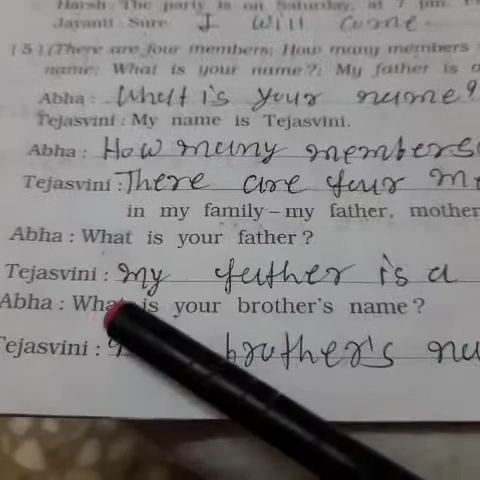 Harsh: The party is on Saturday, at 7 pm.
Jayanti: Sure I will come.
(5) (There are four members; How many members
name; What is your name?; My father is a
Abha: What is your name?
Tejasvini: My name is Tejasvini.
Abha: How many members
Tejasvini: There are four m
in my family – my father, mother
Abha: What is your father?
Tejasvini: my father is a
Abha: What is your brother's name?
Tejasvini: brother's na